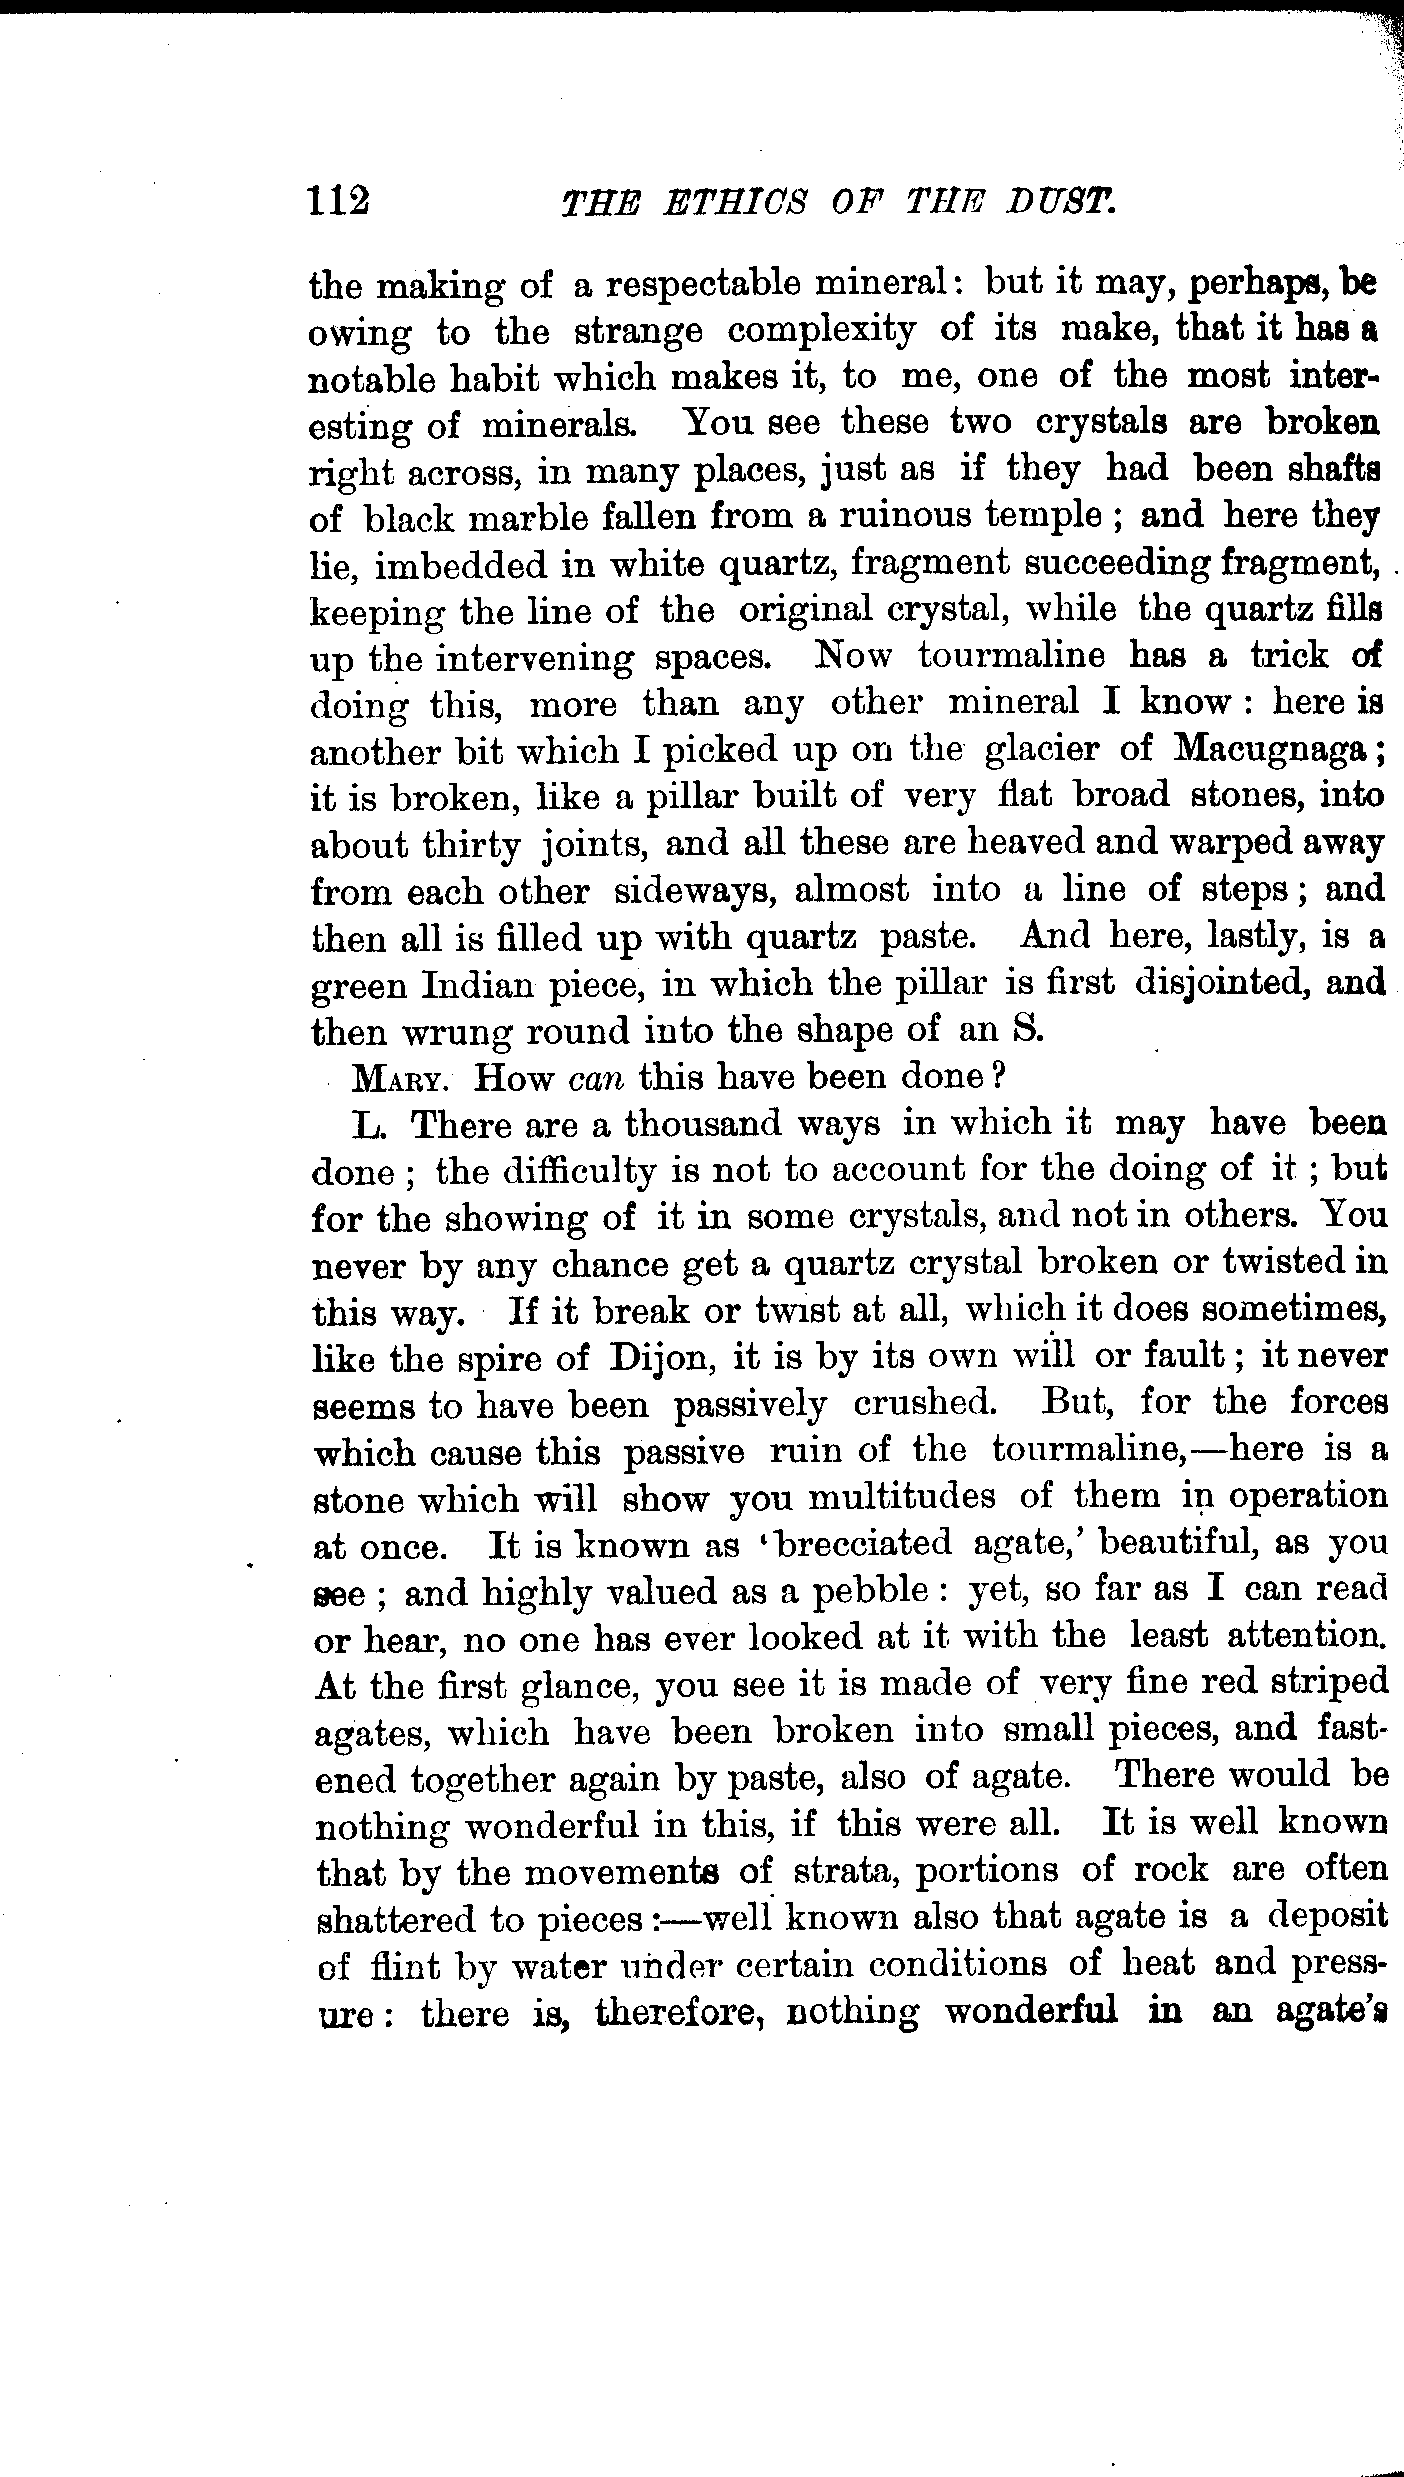 112 THE ETHICS OF THE DUST.
the making of a respectable mineral: but it may, perhaps, be
owing to the strange complexity of its make, that it has a
notable habit which makes it, to me, one of the most inter-
esting of minerals. You see these two crystals are broken
right across, in many places, just as if they had been shafts
of black marble fallen from a ruinous temple; and here they
lie, imbedded in white quartz, fragment succeeding fragment,
keeping the line of the original crystal, while the quartz fills
up the intervening spaces. Now tourmaline has a trick of
doing this, more than any other mineral I know: here is
another bit which I picked up on the glacier of Macugnaga;
it is broken, like a pillar built of very flat broad stones, into
about thirty joints, and all these are heaved and warped away
from each other sideways, almost into a line of steps; and
then all is filled up with quartz paste. And here, lastly, is a
green Indian piece, in which the pillar is first disjointed, and
then wrung round into the shape of an S.
MARY. How can this have been done?
L. There are a thousand ways in which it may have been
done; the difficulty is not to account for the doing of it; but
for the showing of it in some crystals, and not in others. You
never by any chance get a quartz crystal broken or twisted in
this way. If it break or twist at all, which it does sometimes,
like the spire of Dijon, it is by its own will or fault; it never
seems to have been passively crushed. But, for the forces
which cause this passive ruin of the tourmaline,—here is a
stone which will show you multitudes of them in operation
at once. It is known as ‘brecciated agate,’ beautiful, as you
see; and highly valued as a pebble: yet, so far as I can read
or hear, no one has ever looked at it with the least attention.
At the first glance, you see it is made of very fine red striped
agates, which have been broken into small pieces, and fast-
ened together again by paste, also of agate. There would be
nothing wonderful in this, if this were all. It is well known
that by the movements of strata, portions of rock are often
shattered to pieces:—well known also that agate is a deposit
of flint by water under certain conditions of heat and press-
ure: there is, therefore, nothing wonderful in an agate’s